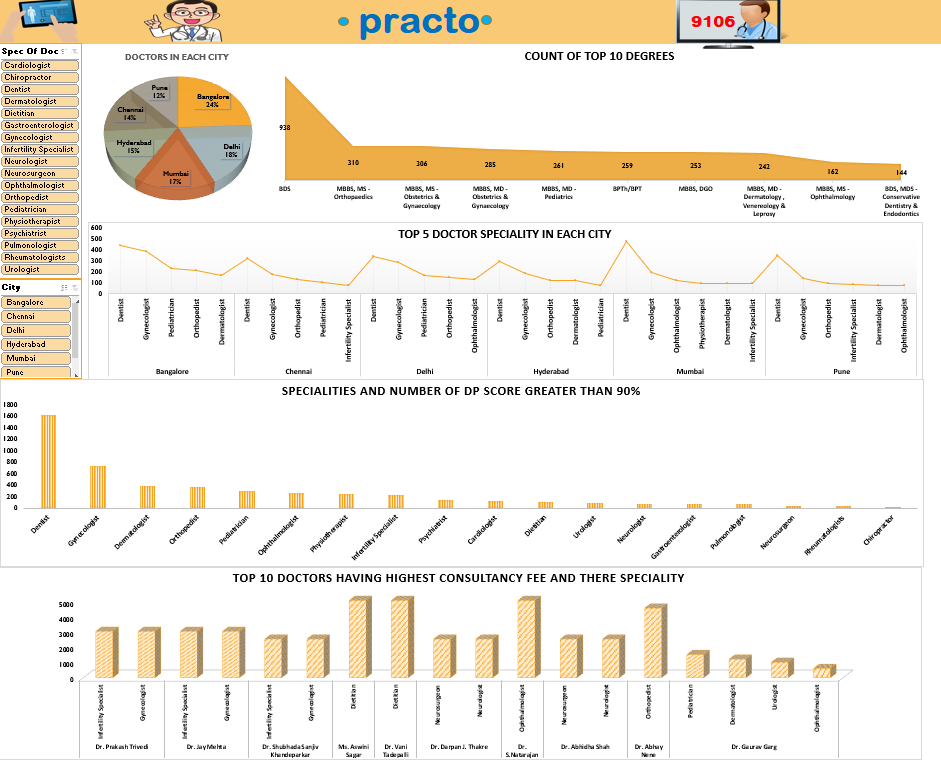 practo
9106
Spec Of Doc
Cardiologist
Chiropractor
Dentist
Dermatologist
Dietitian
Gastroenterologist
Gynecologist
Infertility Specialist
Neurologist
Neurosurgeon
Ophthalmologist
Orthopedist
Pediatrician
Physiotherapist
Psychiatrist
Pulmonologist
Rheumatologists
Urologist
City
Bangalore
Chennai
Delhi
Hyderabad
Mumbai
Pune
DOCTORS IN EACH CITY
Bangalore
24%
Delhi
18%
Mumbai
17%
Hyderabad
15%
Chennai
14%
Pune
12%
COUNT OF TOP 10 DEGREES
938
310
306
285
261
259
253
242
162
144
BDS
MBBS, MS -
Orthopaedics
MBBS, MS -
Obstetrics &
Gynaecology
MBBS, MD -
Obstetrics &
Gynaecology
MBBS, MD -
Pediatrics
BPTh/BPT
MBBS, DGO
MBBS, MD -
Dermatology ,
Venereology &
Leprosy
MBBS, MS -
Ophthalmology
BDS, MDS -
Conservative
Dentistry &
Endodontics
TOP 5 DOCTOR SPECIALITY IN EACH CITY
600
500
400
300
200
100
0
Dentist
Gynecologist
Pediatrician
Orthopedist
Dermatologist
Bangalore
Dentist
Gynecologist
Orthopedist
Pediatrician
Infertility Specialist
Chennai
Dentist
Gynecologist
Pediatrician
Orthopedist
Ophthalmologist
Delhi
Dentist
Gynecologist
Orthopedist
Dermatologist
Pediatrician
Hyderabad
Dentist
Gynecologist
Ophthalmologist
Physiotherapist
Dermatologist
Infertility Specialist
Mumbai
Dentist
Gynecologist
Orthopedist
Infertility Specialist
Dermatologist
Ophthalmologist
Pune
SPECIALITIES AND NUMBER OF DP SCORE GREATER THAN 90%
1800
1600
1400
1200
1000
800
600
400
200
0
Dentist
Gynecologist
Dermatologist
Orthopedist
Pediatrician
Ophthalmologist
Physiotherapist
Infertility Specialist
Psychiatrist
Cardiologist
Dietitian
Urologist
Neurologist
Gastroenterologist
Pulmonologist
Neurosurgeon
Rheumatologists
Chiropractor
TOP 10 DOCTORS HAVING HIGHEST CONSULTANCY FEE AND THERE SPECIALITY
5000
4000
3000
2000
1000
0
Infertility Specialist
Gynecologist
Dr. Prakash Trivedi
Infertility Specialist
Gynecologist
Dr. Jay Mehta
Infertility Specialist
Gynecologist
Dr. Shubhada Sanjiv
Khandeparkar
Dietitian
Ms. Aswini
Sagar
Dietitian
Dr. Vani
Tadepalli
Neurosurgeon
Neurologist
Dr. Darpan J. Thakre
Ophthalmologist
Dr.
S.Natarajan
Neurosurgeon
Neurologist
Dr. Abhidha Shah
Orthopedist
Dr. Abhay
Nene
Pediatrician
Dermatologist
Urologist
Ophthalmologist
Dr. Gaurav Garg